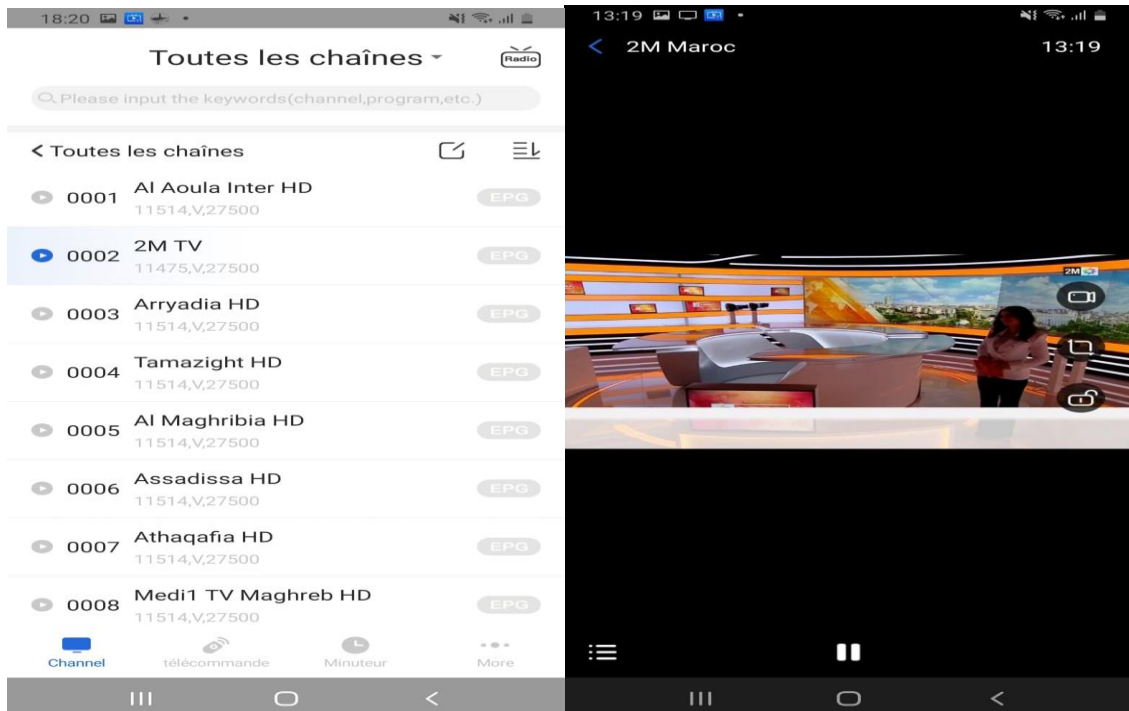 18:20
Toutes les chaînes
Radio
Please input the keywords(channel,program,etc.)
Toutes les chaînes
0001 Al Aoula Inter HD EPG
11514,V,27500
0002 2M TV EPG
11475,V,27500
0003 Arryadia HD EPG
11514,V,27500
0004 Tamazight HD EPG
11514,V,27500
0005 Al Maghribia HD EPG
11514,V,27500
0006 Assadissa HD EPG
11514,V,27500
0007 Athaqafia HD EPG
11514,V,27500
0008 Medi1 TV Maghreb HD EPG
11514,V,27500
Channel télécommande Minuteur More
13:19
2M Maroc 13:19
2M